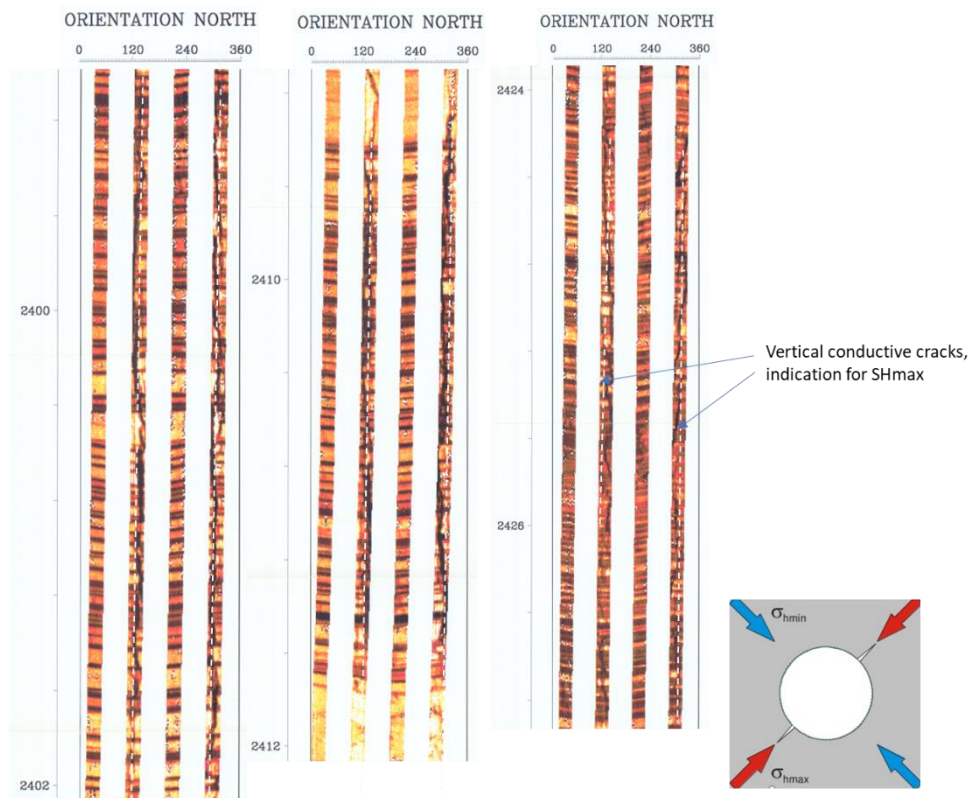 ORIENTATION NORTH
0 120 240 360
2400
2402
ORIENTATION NORTH
0 120 240 360
2410
2412
ORIENTATION NORTH
0 120 240 360
2424
2426
Vertical conductive cracks,
indication for SHmax
σhmin
σhmax